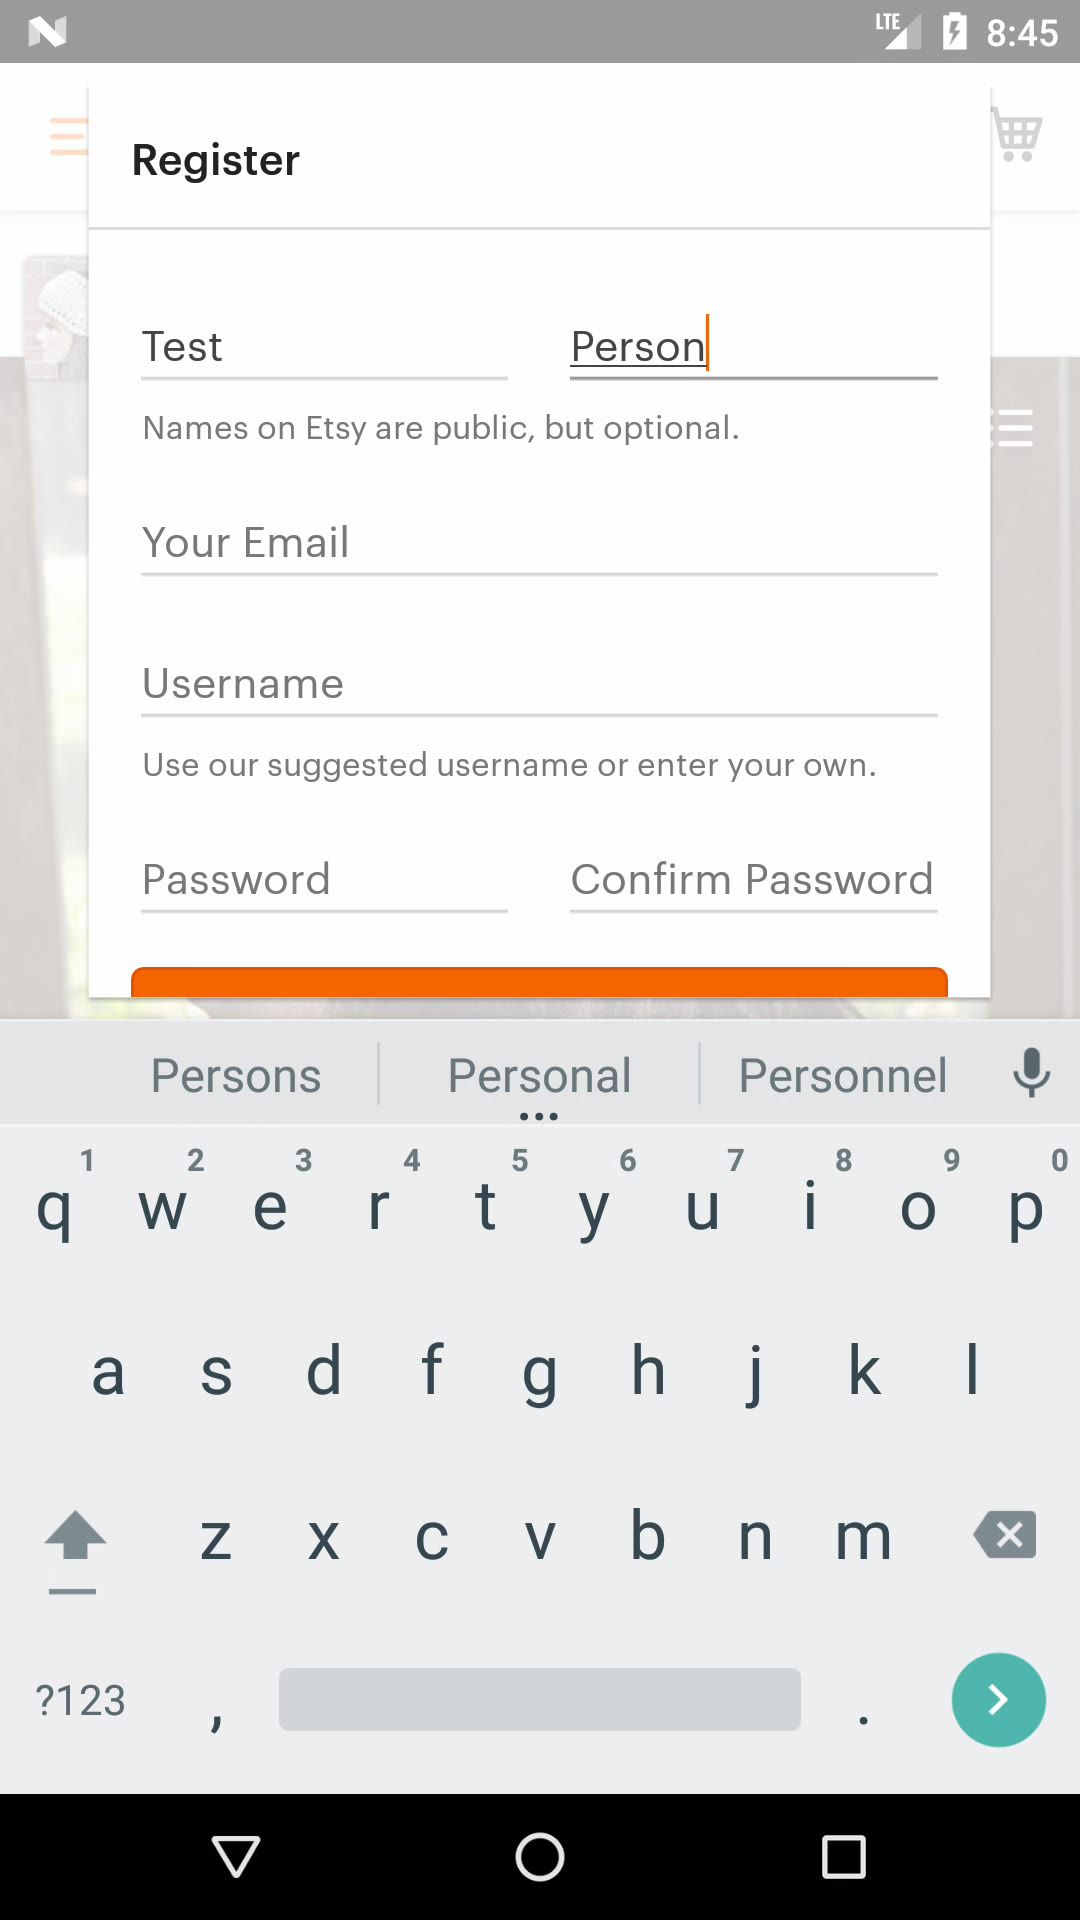 LTE 8:45
Register
Test Person
Names on Etsy are public, but optional.
Your Email
Username
Use our suggested username or enter your own.
Password Confirm Password
Persons Personal Personnel
1 2 3 4 5 6 7 8 9 0
q w e r t y u i o p
a s d f g h j k l
z x c v b n m
?123 , .